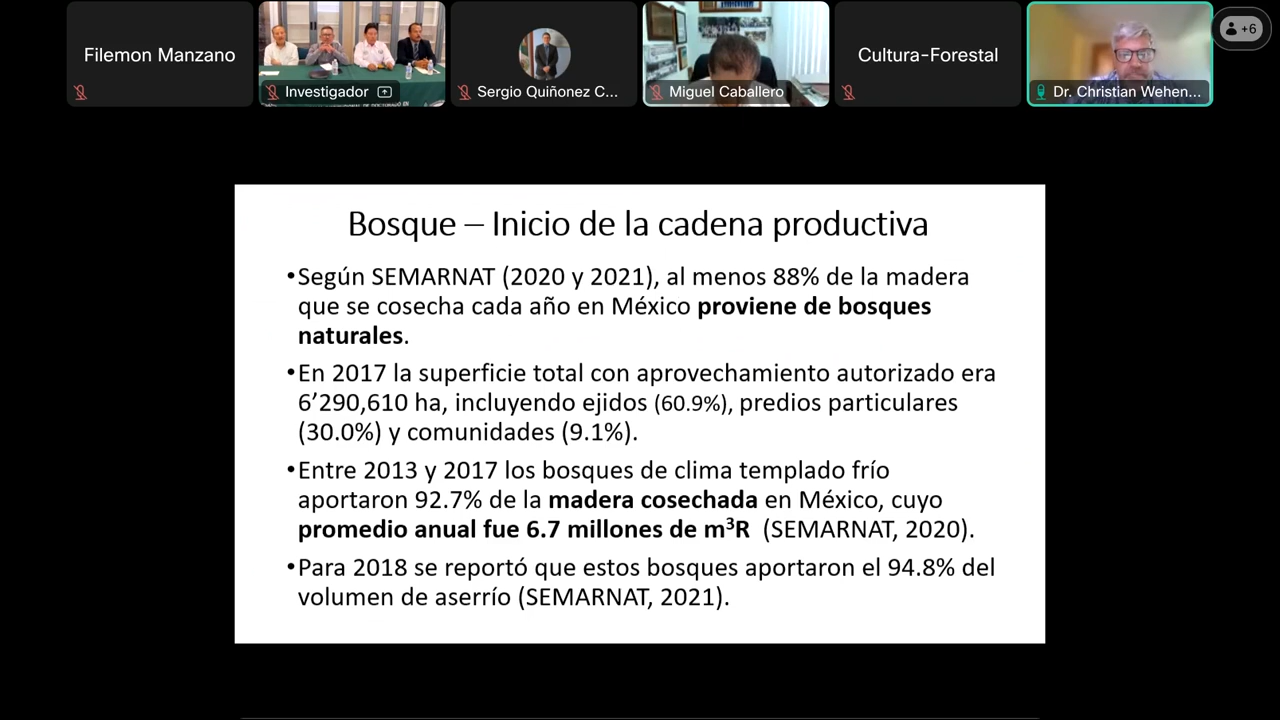 Filemon Manzano
Investigador
Sergio Quiñonez C...
Miguel Caballero
Cultura-Forestal
Dr. Christian Wehen...
+6
Bosque – Inicio de la cadena productiva
•Según SEMARNAT (2020 y 2021), al menos 88% de la madera
que se cosecha cada año en México proviene de bosques
naturales.
•En 2017 la superficie total con aprovechamiento autorizado era
6’290,610 ha, incluyendo ejidos (60.9%), predios particulares
(30.0%) y comunidades (9.1%).
•Entre 2013 y 2017 los bosques de clima templado frío
aportaron 92.7% de la madera cosechada en México, cuyo
promedio anual fue 6.7 millones de m³R (SEMARNAT, 2020).
•Para 2018 se reportó que estos bosques aportaron el 94.8% del
volumen de aserrío (SEMARNAT, 2021).